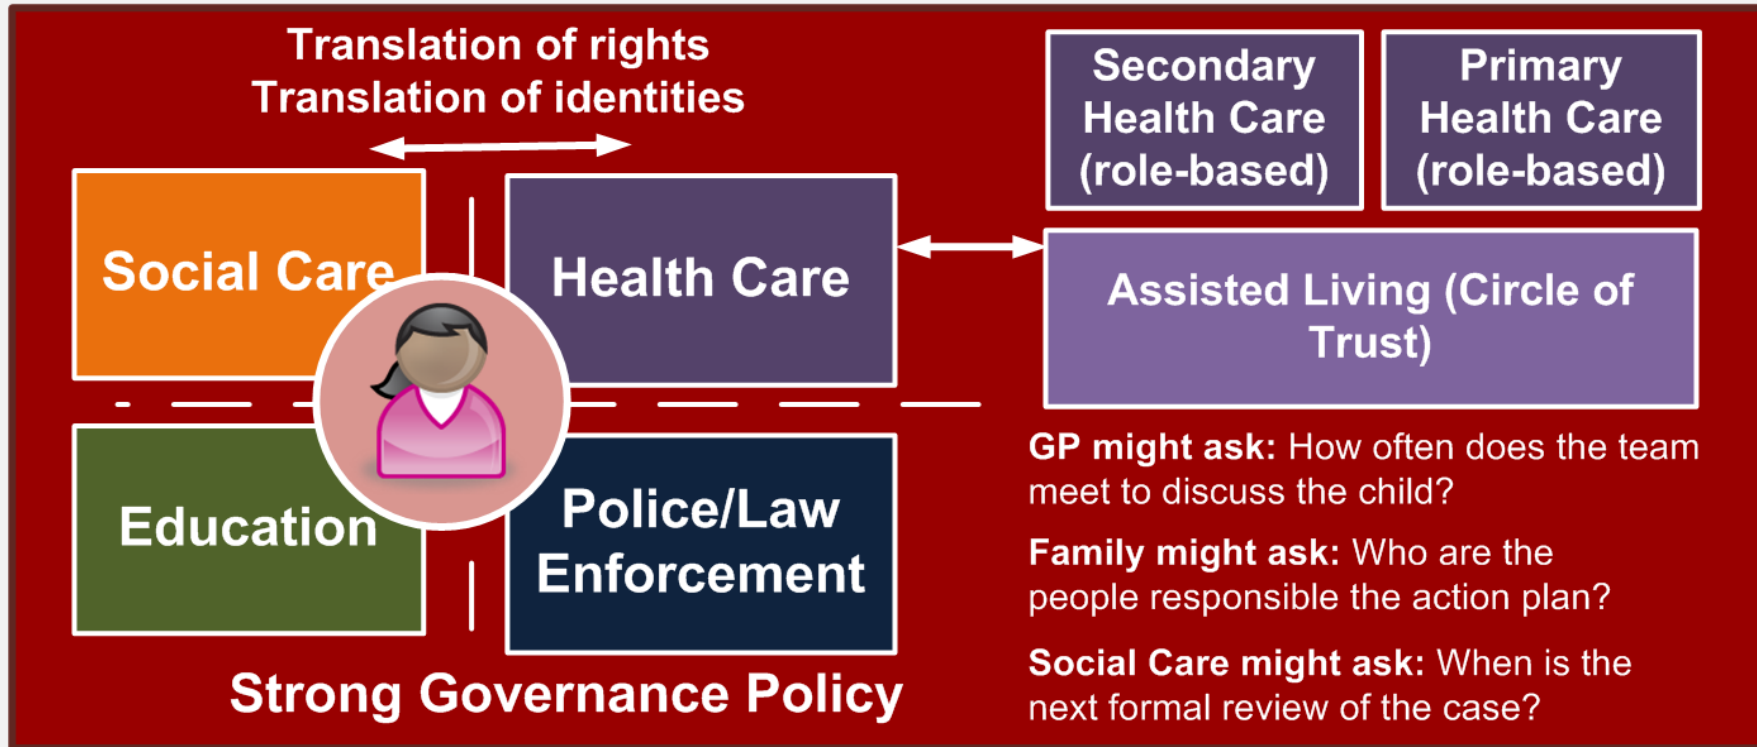 Translation of rights
Translation of identities
Social Care
Health Care
Education
Police/Law
Enforcement
Strong Governance Policy
Secondary
Health Care
(role-based)
Primary
Health Care
(role-based)
Assisted Living (Circle of
Trust)
GP might ask: How often does the team
meet to discuss the child?
Family might ask: Who are the
people responsible the action plan?
Social Care might ask: When is the
next formal review of the case?